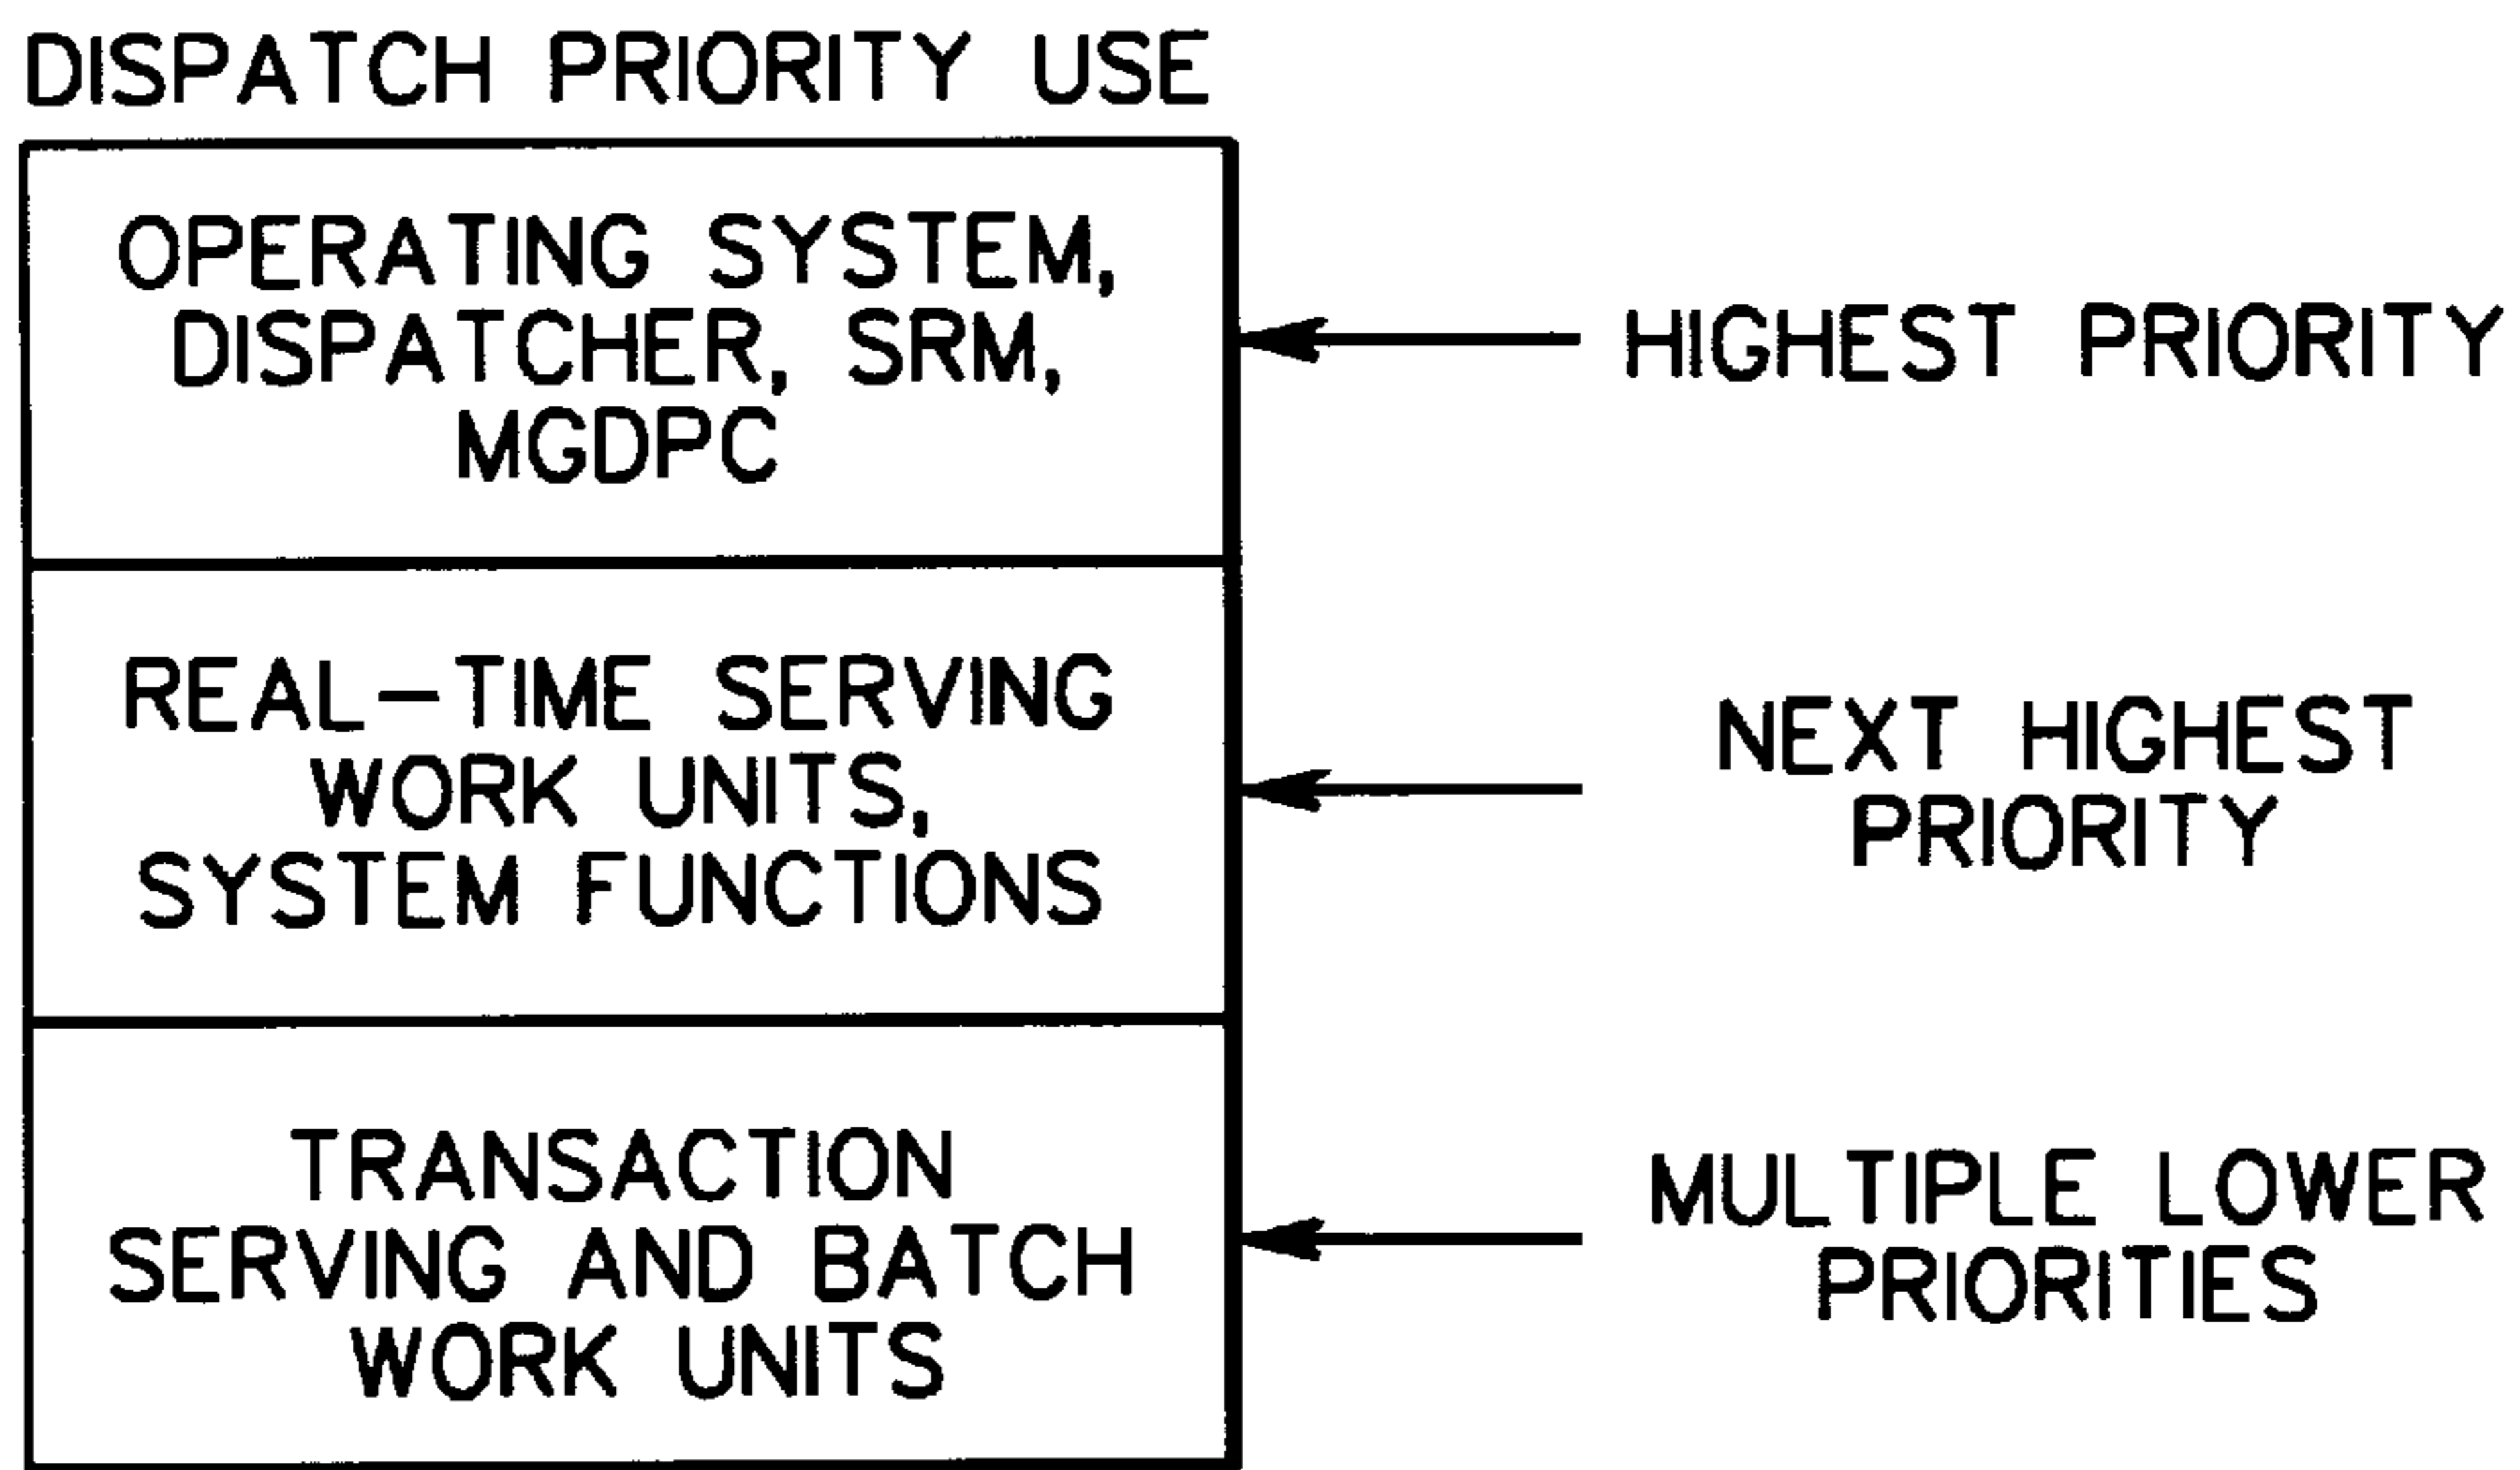 DISPATCH PRIORITY USE
OPERATING SYSTEM,
DISPATCHER, SRM,
MGDPC
HIGHEST PRIORITY
REAL-TIME SERVING
WORK UNITS,
SYSTEM FUNCTIONS
NEXT HIGHEST
PRIORITY
TRANSACTION
SERVING AND BATCH
WORK UNITS
MULTIPLE LOWER
PRIORITIES